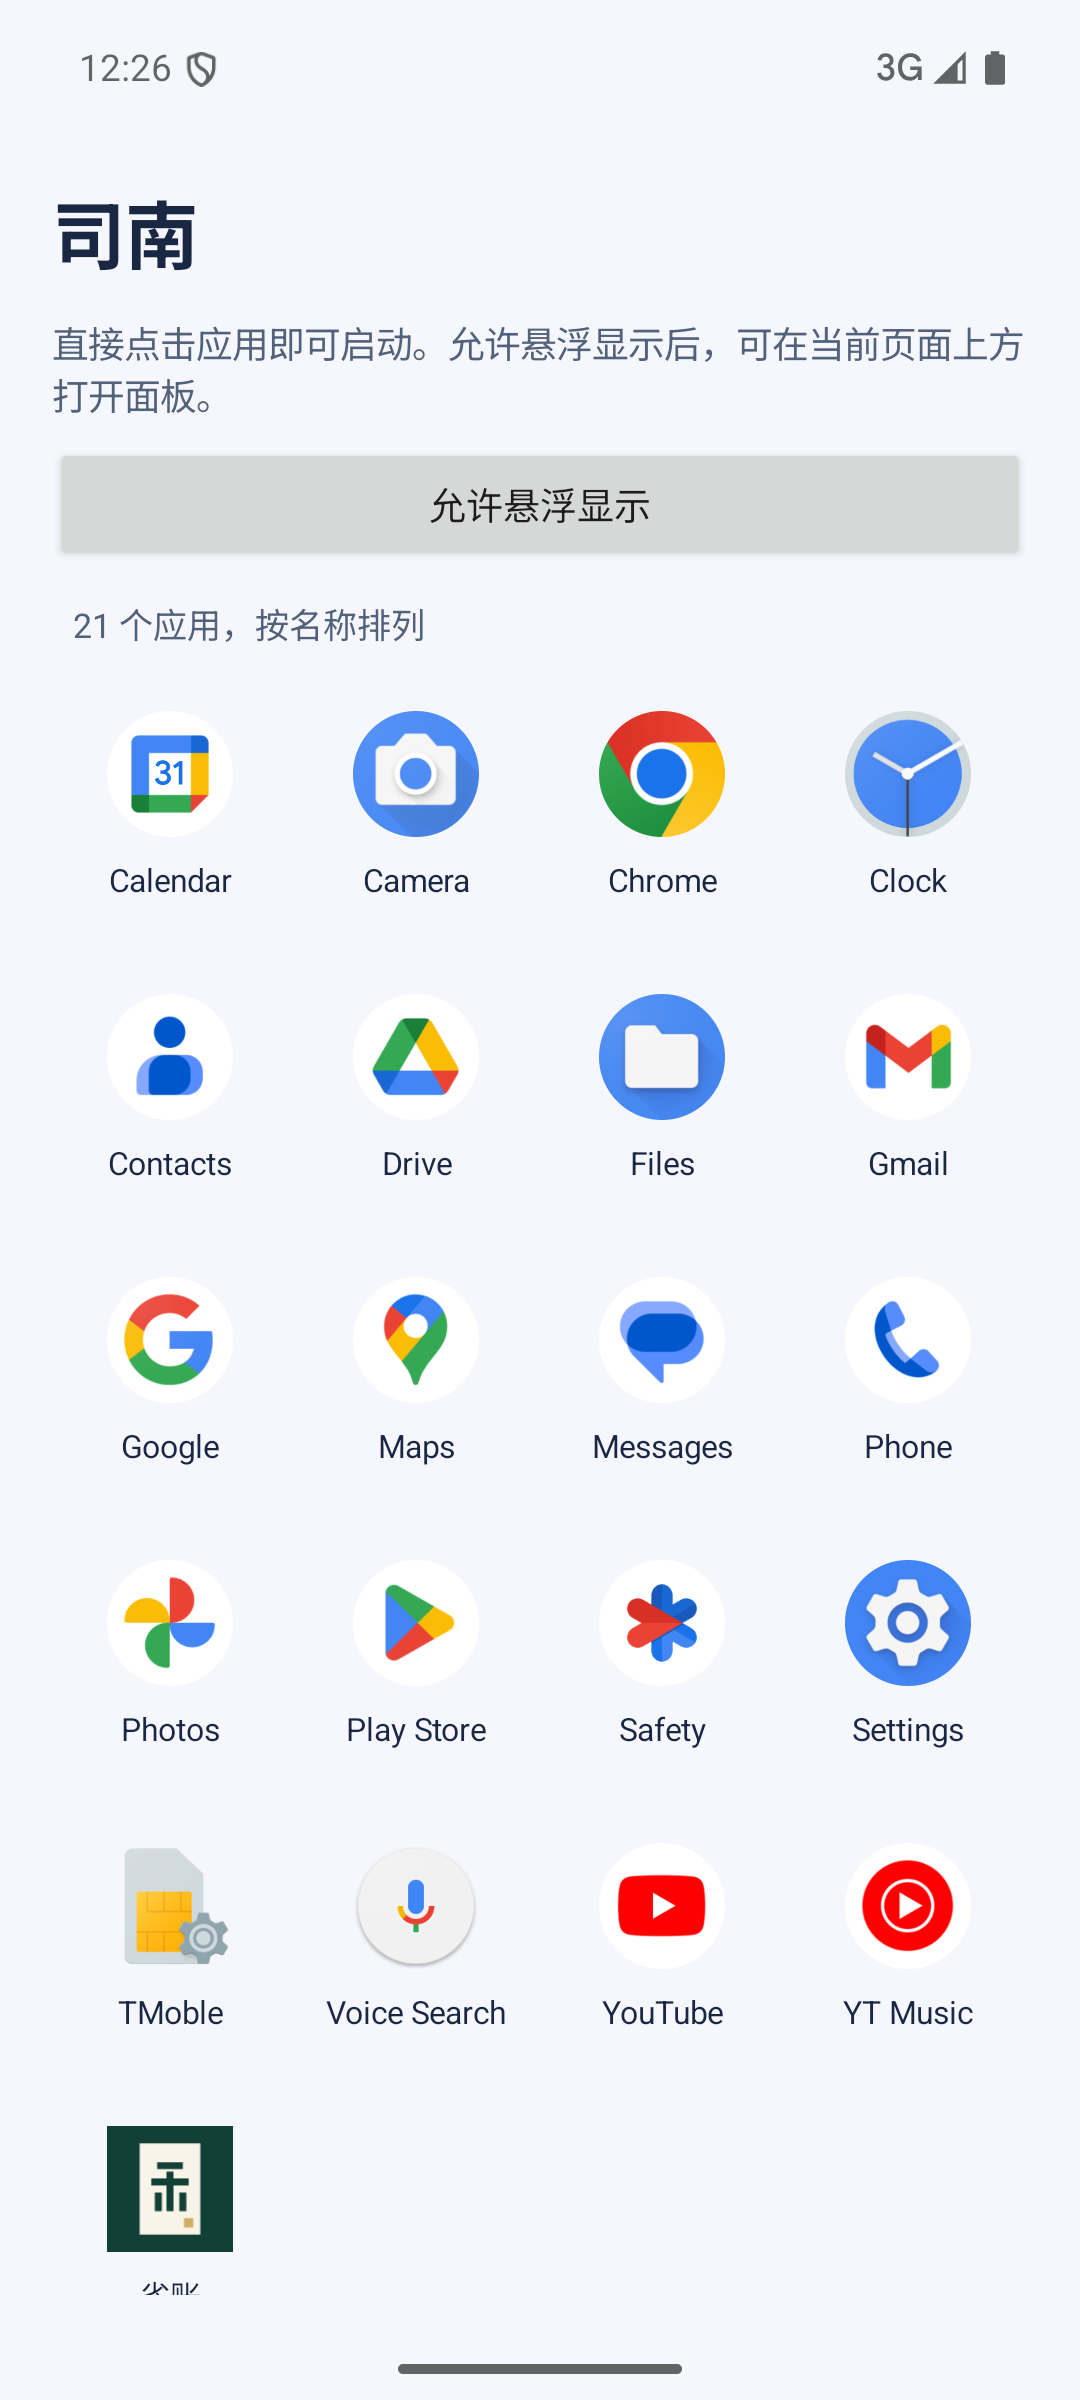 12:26
3G
司南
直接点击应用即可启动。允许悬浮显示后，可在当前页面上方
打开面板。
允许悬浮显示
21 个应用，按名称排列
31
Calendar
Camera
Chrome
Clock
Contacts
Drive
Files
Gmail
Google
Maps
Messages
Phone
Photos
Play Store
Safety
Settings
TMoble
Voice Search
YouTube
YT Music